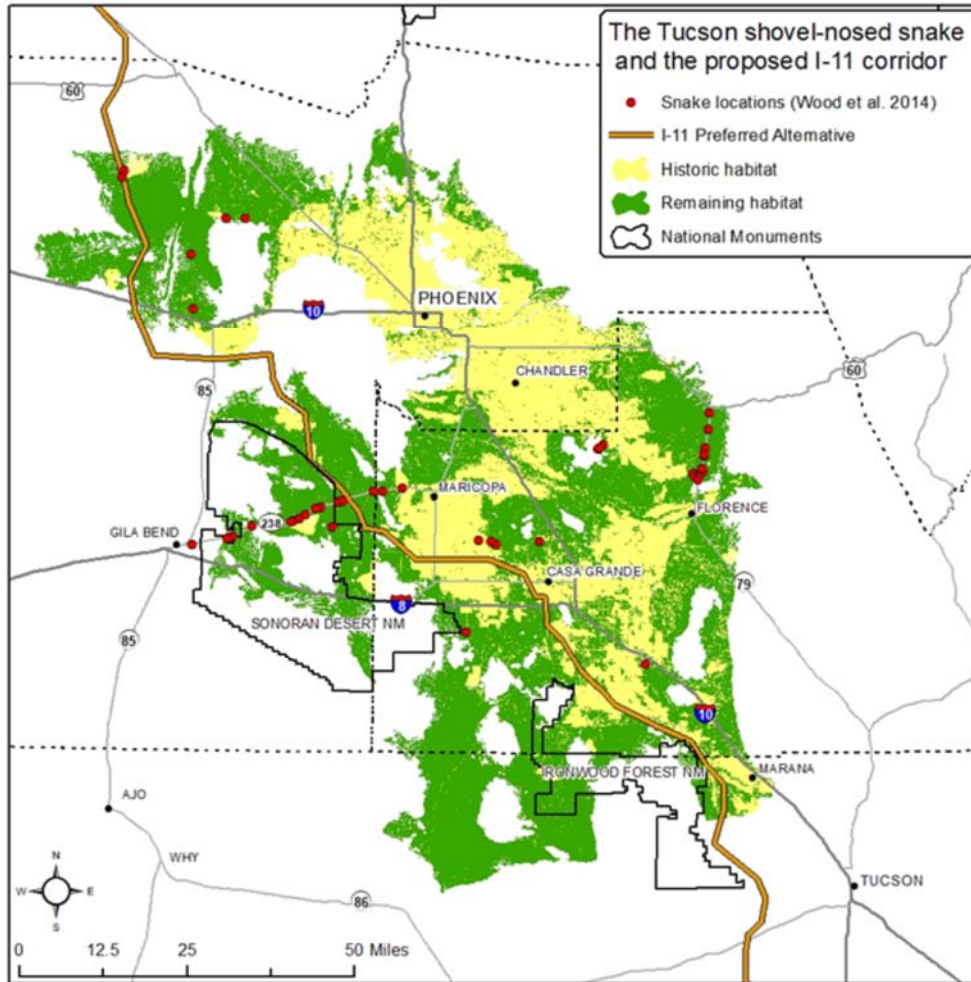 The Tucson shovel-nosed snake
and the proposed I-11 corridor
Snake locations (Wood et al. 2014)
I-11 Preferred Alternative
Historic habitat
Remaining habitat
National Monuments
60
PHOENIX
10
CHANDLER
60
85
MARICOPA
238
GILA BEND
FLORENCE
CASA GRANDE
79
8
SONORAN DESERT NM
85
10
IRONWOOD FOREST NM
MARANA
AJO
WHY
TUCSON
86
N
W
E
S
0 12.5 25 50 Miles